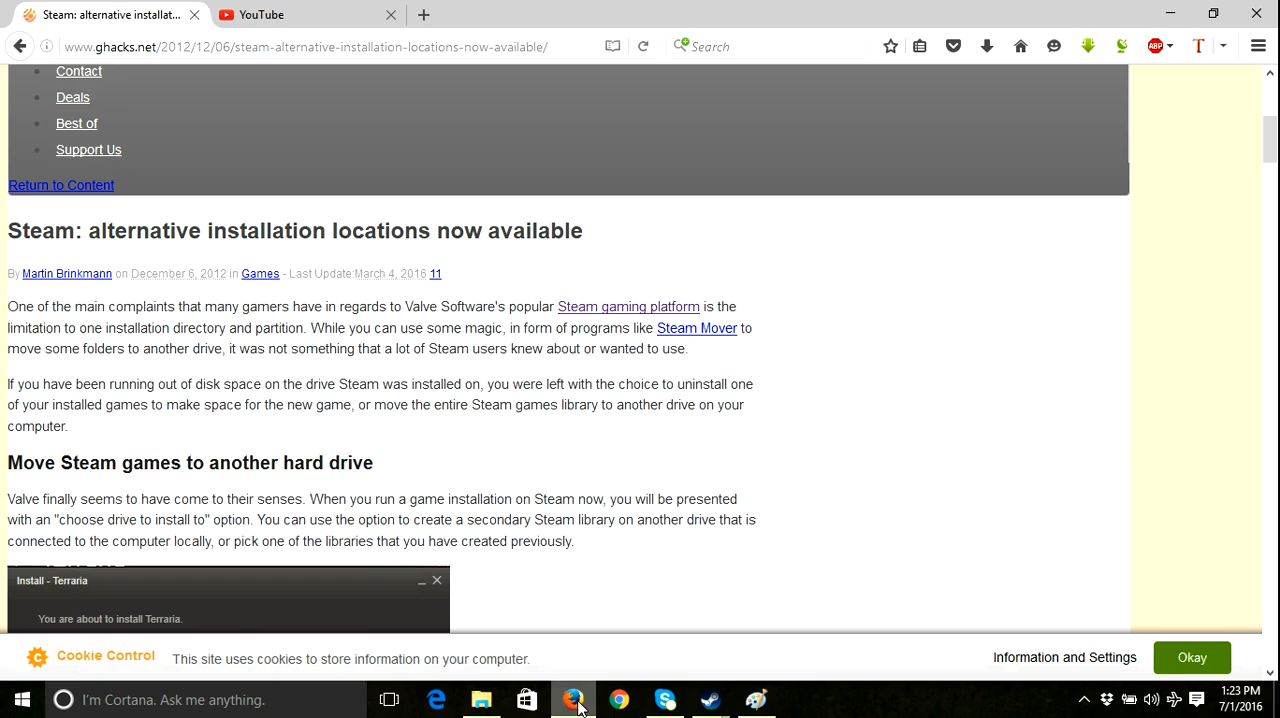 Steam: alternative installat...
YouTube
www.ghacks.net/2012/12/06/steam-alternative-installation-locations-now-available/
Search
ABP
T
Contact
Deals
Best of
Support Us
Return to Content
Steam: alternative installation locations now available
By Martin Brinkmann on December 6, 2012 in Games - Last Update:March 4, 2016 11
One of the main complaints that many gamers have in regards to Valve Software's popular Steam gaming platform is the
limitation to one installation directory and partition. While you can use some magic, in form of programs like Steam Mover to
move some folders to another drive, it was not something that a lot of Steam users knew about or wanted to use.
If you have been running out of disk space on the drive Steam was installed on, you were left with the choice to uninstall one
of your installed games to make space for the new game, or move the entire Steam games library to another drive on your
computer.
Move Steam games to another hard drive
Valve finally seems to have come to their senses. When you run a game installation on Steam now, you will be presented
with an "choose drive to install to" option. You can use the option to create a secondary Steam library on another drive that is
connected to the computer locally, or pick one of the libraries that you have created previously.
Install - Terraria
You are about to install Terraria.
Cookie Control
This site uses cookies to store information on your computer.
Information and Settings
Okay
I'm Cortana. Ask me anything.
1:23 PM
7/1/2016